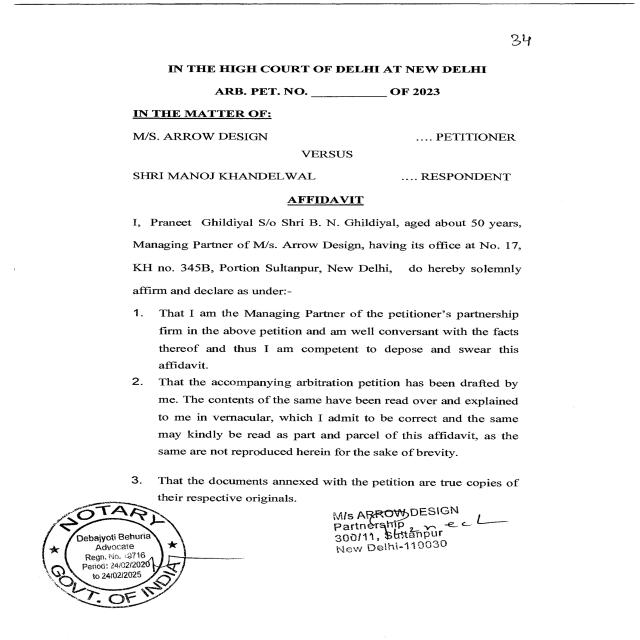 34
IN THE HIGH COURT OF DELHI AT NEW DELHI
ARB. PET. NO. ____________ OF 2023
IN THE MATTER OF:
M/S. ARROW DESIGN .... PETITIONER
VERSUS
SHRI MANOJ KHANDELWAL .... RESPONDENT
AFFIDAVIT
I, Praneet Ghildiyal S/o Shri B. N. Ghildiyal, aged about 50 years,
Managing Partner of M/s. Arrow Design, having its office at No. 17,
KH no. 345B, Portion Sultanpur, New Delhi, do hereby solemnly
affirm and declare as under:-
1. That I am the Managing Partner of the petitioner's partnership
firm in the above petition and am well conversant with the facts
thereof and thus I am competent to depose and swear this
affidavit.
2. That the accompanying arbitration petition has been drafted by
me. The contents of the same have been read over and explained
to me in vernacular, which I admit to be correct and the same
may kindly be read as part and parcel of this affidavit, as the
same are not reproduced herein for the sake of brevity.
3. That the documents annexed with the petition are true copies of
their respective originals.
M/s ARROW DESIGN
Partnership
300/11, Sultanpur
New Delhi-110030
NOTARY
Debajyoti Behuria
Advocate
Regn. No. 
Period: 24/02/2020
to 24/02/2025
GOVT. OF INDIA